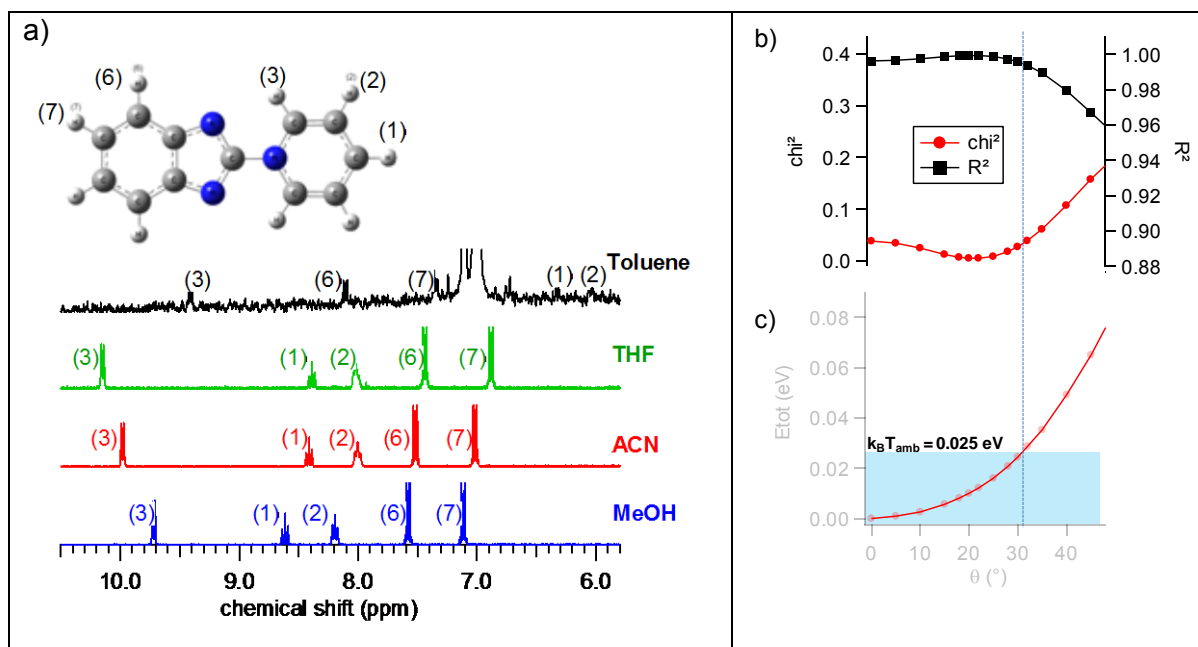 a)
(6)
(7)
(3)
(2)
(1)
Toluene
(3)
(6)
(7)
(1)
(2)
THF
(3)
(1)
(2)
(6)
(7)
ACN
(3)
(1)
(2)
(6)
(7)
MeOH
(3)
(1)
(2)
(6)
(7)
10.0 9.0 8.0 7.0 6.0
chemical shift (ppm)
b)
0.4
0.3
0.2
0.1
0.0
chi²
chi²
R²
1.00
0.98
0.96
0.94
0.92
0.90
0.88
R²
c)
0.08
0.06
0.04
0.02
0.00
Etot (eV)
kBTamb = 0.025 eV
0 10 20 30 40
θ (°)